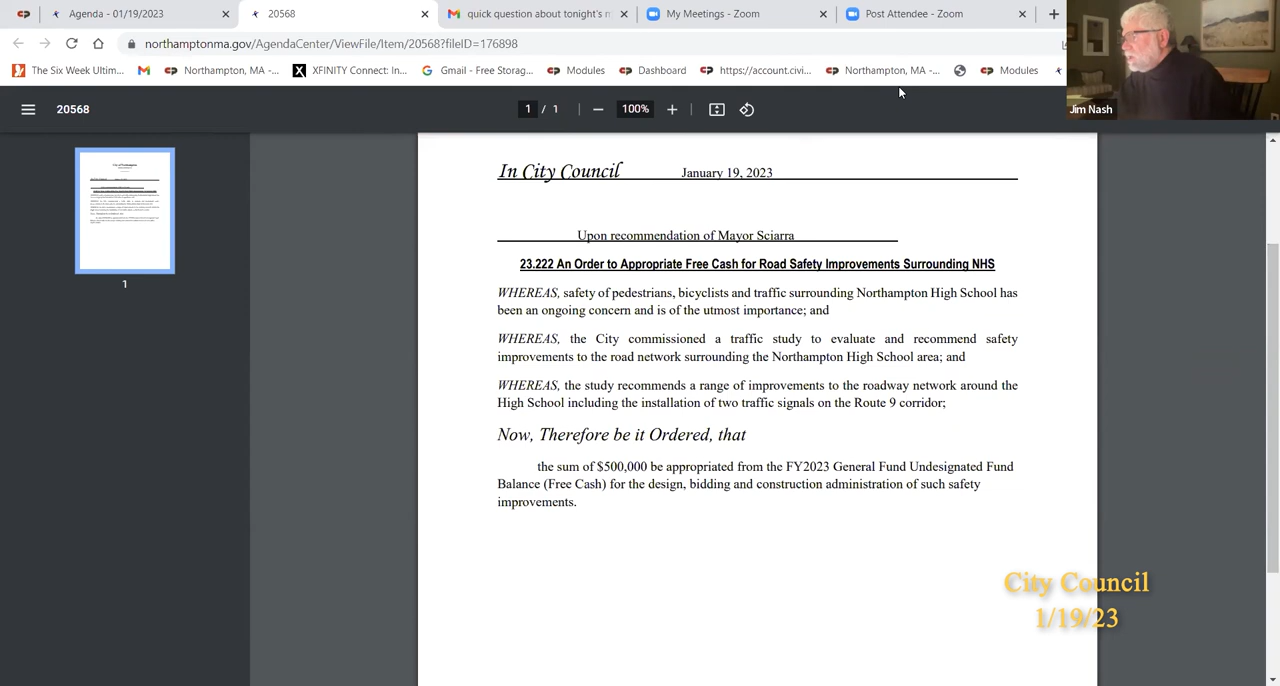 Agenda - 01/19/2023
20568
quick question about tonight's m
My Meetings - Zoom
Post Attendee - Zoom
northamptonma.gov/AgendaCenter/ViewFile/Item/20568?fileID=176898
The Six Week Ultim...
Northampton, MA -...
XFINITY Connect: In...
Gmail - Free Storag...
Modules
Dashboard
https://account.civi...
Northampton, MA -...
Modules
Jim Nash
20568
1 / 1
100%
1
In City Council January 19, 2023
Upon recommendation of Mayor Sciarra
23.222 An Order to Appropriate Free Cash for Road Safety Improvements Surrounding NHS
WHEREAS, safety of pedestrians, bicyclists and traffic surrounding Northampton High School has
been an ongoing concern and is of the utmost importance; and
WHEREAS, the City commissioned a traffic study to evaluate and recommend safety
improvements to the road network surrounding the Northampton High School area; and
WHEREAS, the study recommends a range of improvements to the roadway network around the
High School including the installation of two traffic signals on the Route 9 corridor;
Now, Therefore be it Ordered, that
the sum of $500,000 be appropriated from the FY2023 General Fund Undesignated Fund
Balance (Free Cash) for the design, bidding and construction administration of such safety
improvements.
City Council
1/19/23